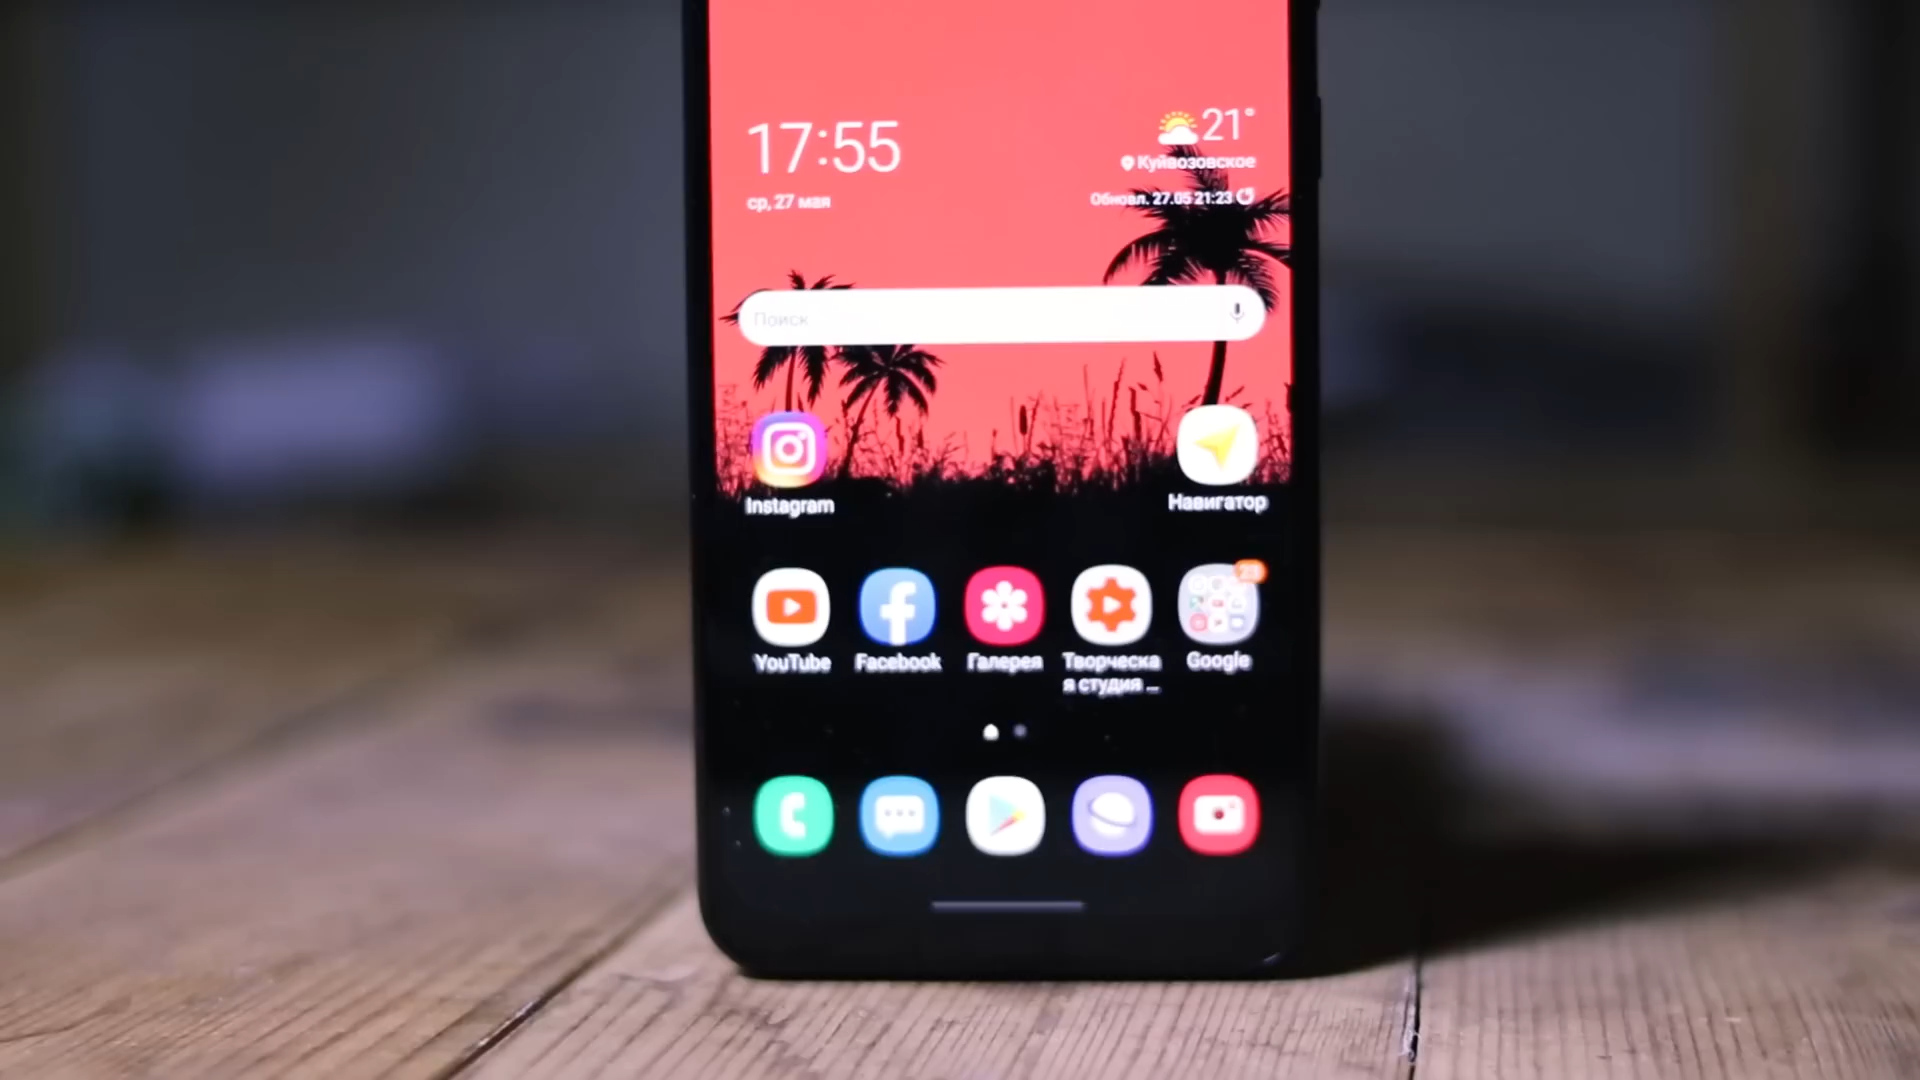 17:55
21°
Куйвозовское
ср, 27 мая
Обновл. 27.05 21:23
Поиск
Instagram
Навигатор
23
YouTube
Facebook
Галерея
Творческа
я студия ...
Google